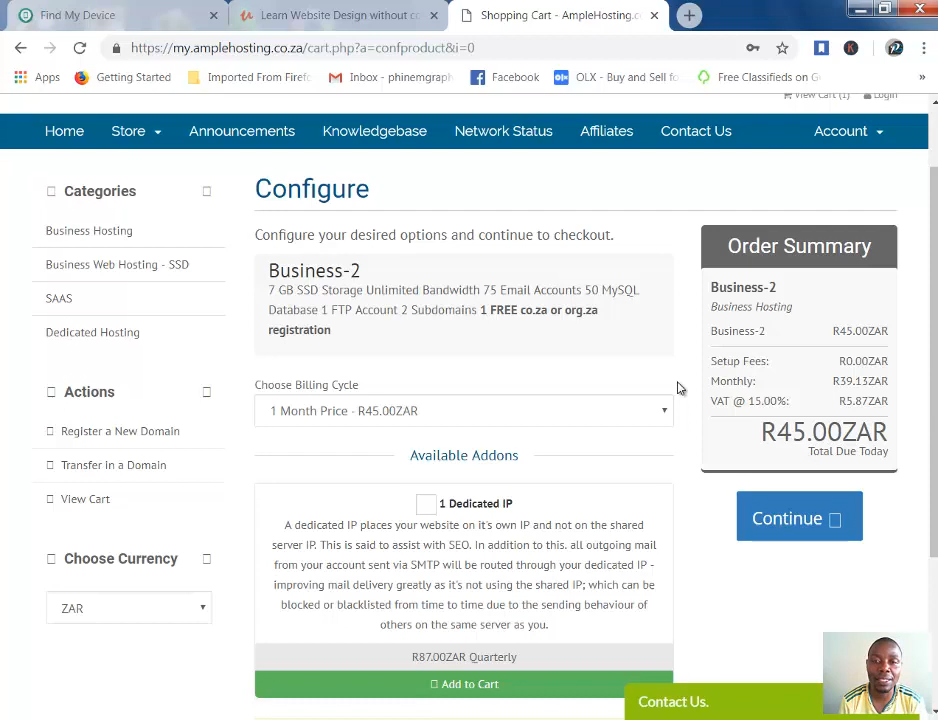 Find My Device
Learn Website Design without co
Shopping Cart - AmpleHosting.co
https://my.amplehosting.co.za/cart.php?a=confproduct&i=0
Apps
Getting Started
Imported From Firef
Inbox - phinemgraph
Facebook
OLX - Buy and Sell fo
Free Classifieds on G
»
View Cart (1)
Login
Home
Store
Announcements
Knowledgebase
Network Status
Affiliates
Contact Us
Account
Categories
Business Hosting
Business Web Hosting - SSD
SAAS
Dedicated Hosting
Actions
Register a New Domain
Transfer in a Domain
View Cart
Choose Currency
ZAR
Configure
Configure your desired options and continue to checkout.
Business-2
7 GB SSD Storage Unlimited Bandwidth 75 Email Accounts 50 MySQL
Database 1 FTP Account 2 Subdomains 1 FREE co.za or org.za
registration
Choose Billing Cycle
1 Month Price - R45.00ZAR
Available Addons
1 Dedicated IP
A dedicated IP places your website on it's own IP and not on the shared
server IP. This is said to assist with SEO. In addition to this. all outgoing mail
from your account sent via SMTP will be routed through your dedicated IP -
improving mail delivery greatly as it's not using the shared IP; which can be
blocked or blacklisted from time to time due to the sending behaviour of
others on the same server as you.
R87.00ZAR Quarterly
Add to Cart
Order Summary
Business-2
Business Hosting
Business-2 R45.00ZAR
Setup Fees: R0.00ZAR
Monthly: R39.13ZAR
VAT @ 15.00%: R5.87ZAR
R45.00ZAR
Total Due Today
Continue
Contact Us.